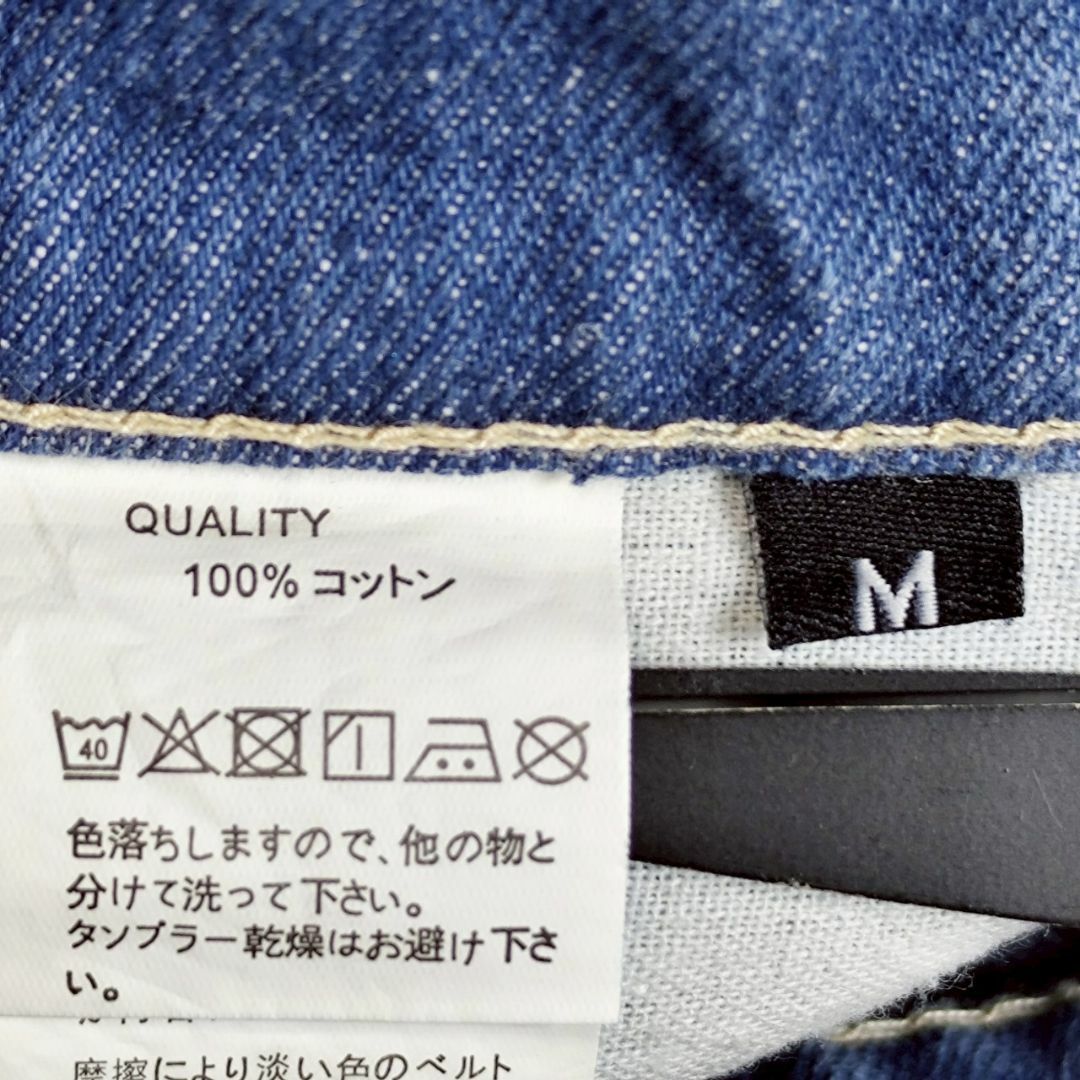 QUALITY
100% コットン
M
40
色落ちしますので、他の物と
分けて洗って下さい。
タンブラー乾燥はお避け下さ
い。
摩擦により淡い色のベルト